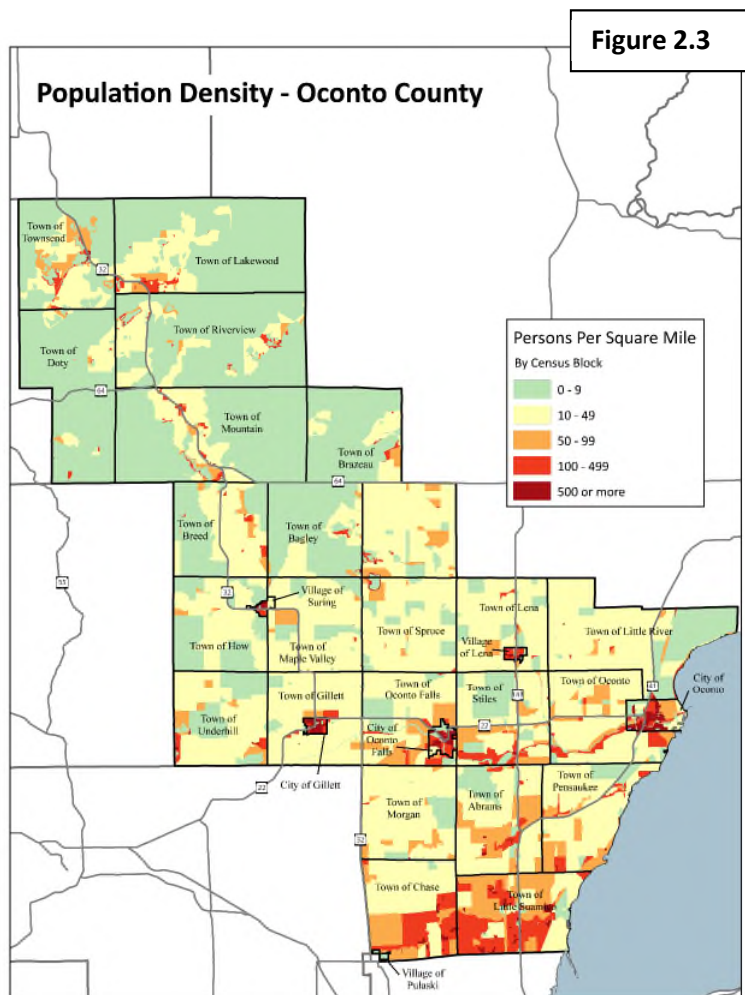 Figure 2.3
Population Density - Oconto County
Town of
Townsend
32
Town of Lakewood
Town of Riverview
Town of
Doty
64
Town of
Mountain
Town of
Brazeau
64
Persons Per Square Mile
By Census Block
0 - 9
10 - 49
50 - 99
100 - 499
500 or more
Town of
Breed
Town of
Bagley
55
32
Village of
Suring
Town of How
Town of
Maple Valley
Town of Spruce
Town of Lena
Village
of Lena
Town of Little River
Town of Gillett
Town of
Oconto Falls
Town of
Stiles
141
Town of Oconto
41
City of
Oconto
Town of
Underhill
City of
Oconto
Falls
22
City of Gillett
22
Town of
Morgan
Town of
Abrams
Town of
Pensaukee
32
Town of Chase
Town of
Little Suamico
Village of
Pulaski